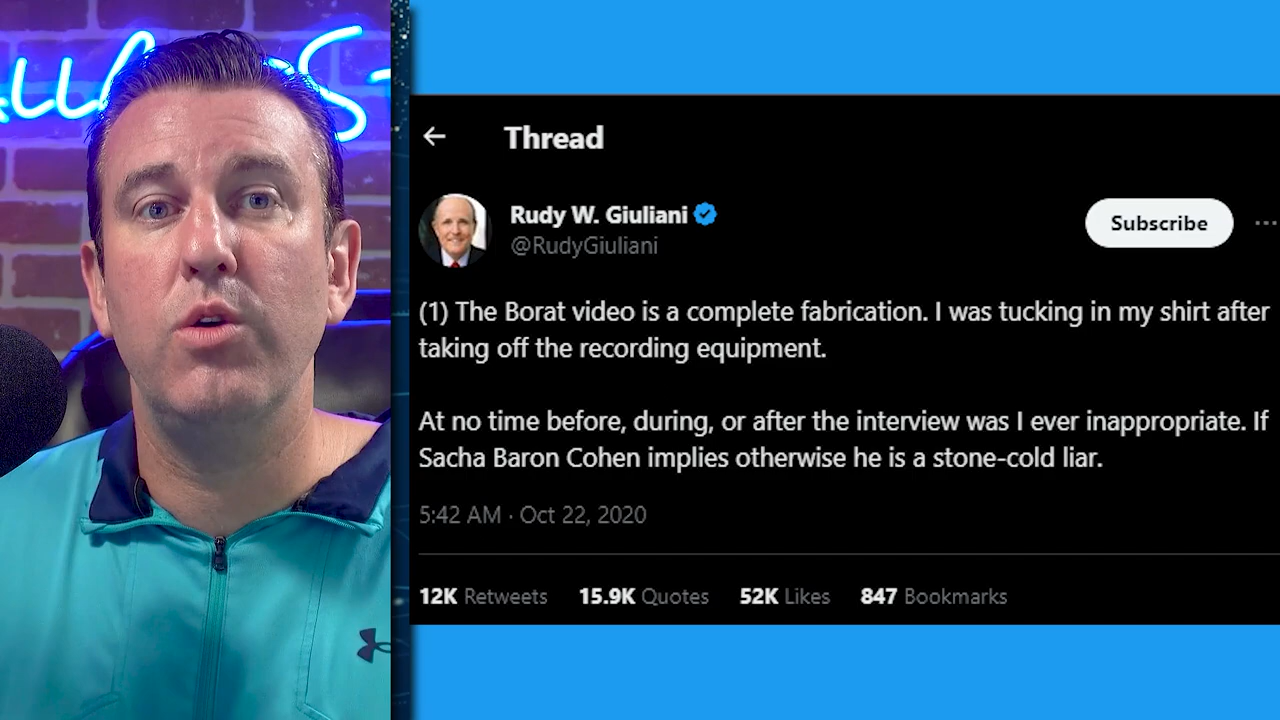 Thread
Rudy W. Giuliani
@RudyGiuliani
Subscribe
(1) The Borat video is a complete fabrication. I was tucking in my shirt after
taking off the recording equipment.
At no time before, during, or after the interview was I ever inappropriate. If
Sacha Baron Cohen implies otherwise he is a stone-cold liar.
5:42 AM · Oct 22, 2020
12K Retweets 15.9K Quotes 52K Likes 847 Bookmarks